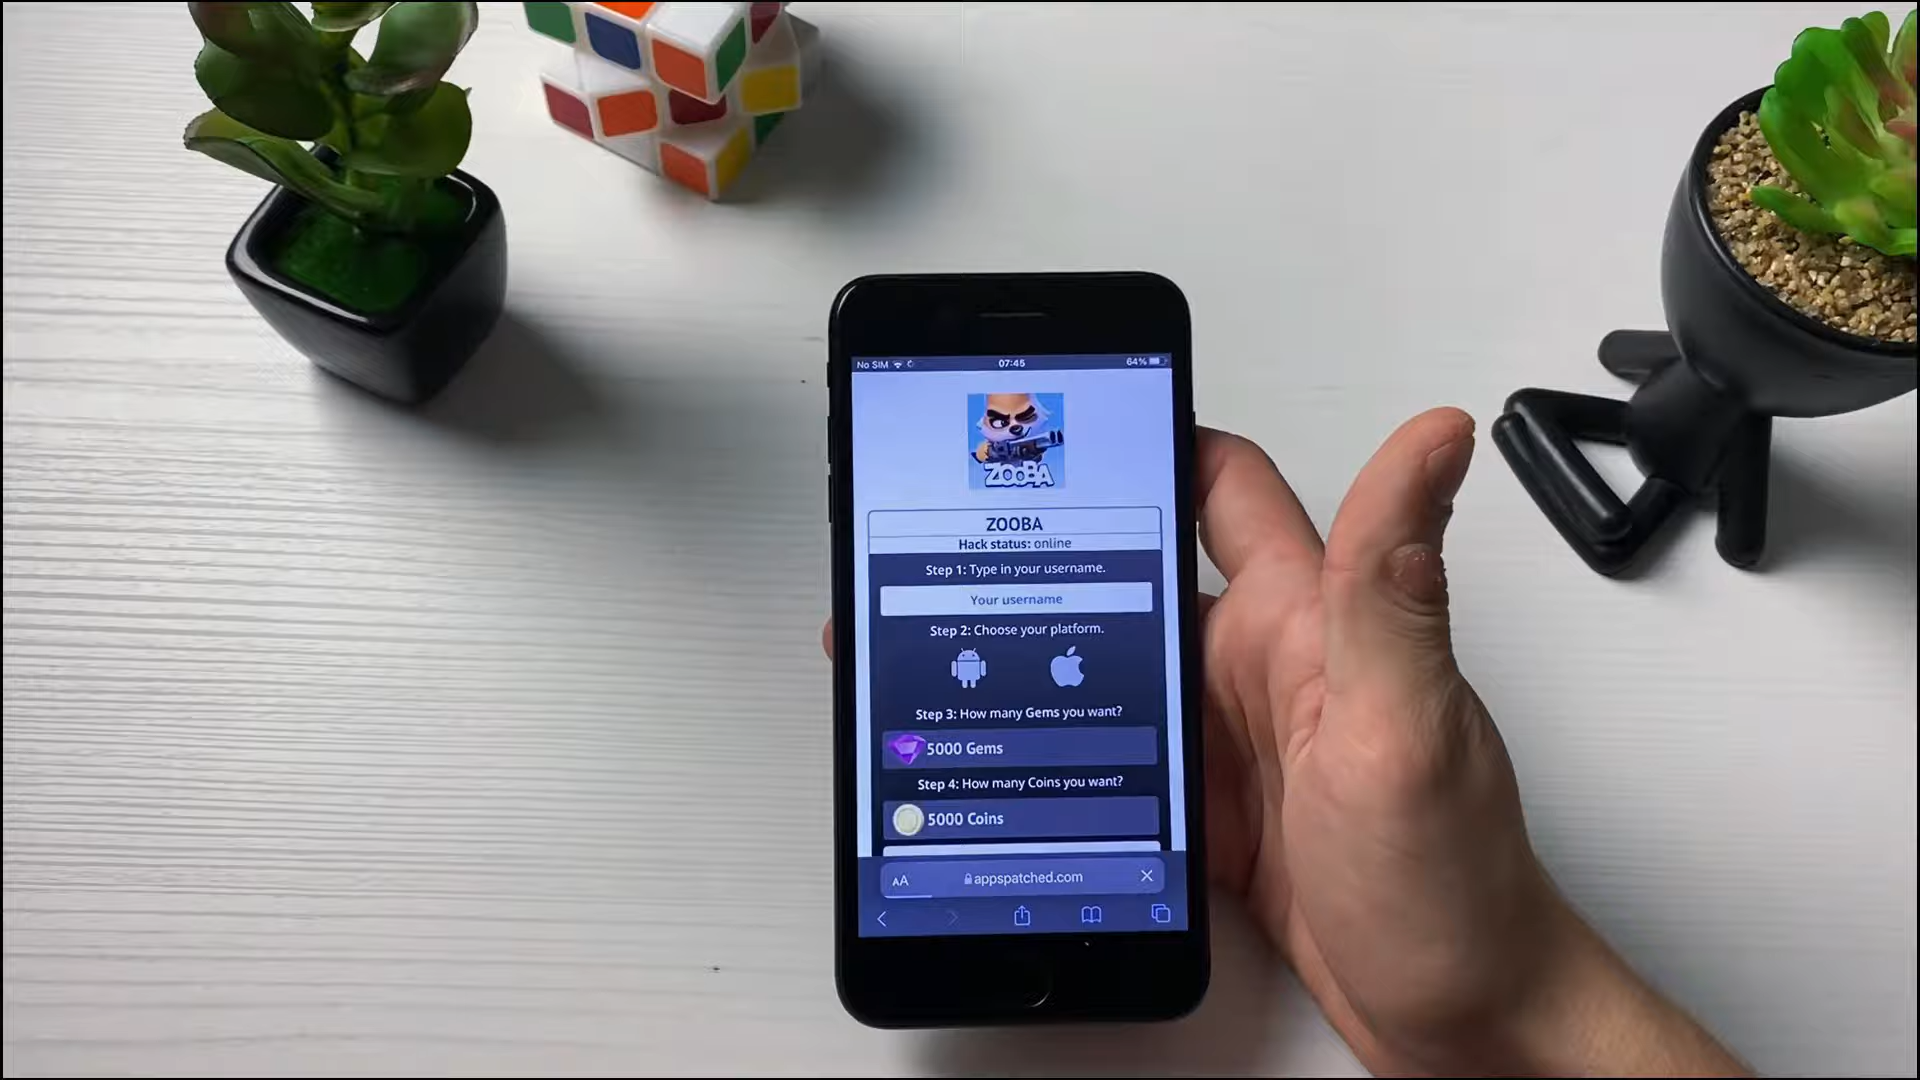 No SIM
07:45
64%
ZOOBA
ZOOBA
Hack status: online
Step 1: Type in your username.
Your username
Step 2: Choose your platform.
Step 3: How many Gems you want?
5000 Gems
Step 4: How many Coins you want?
5000 Coins
AA
appspatched.com